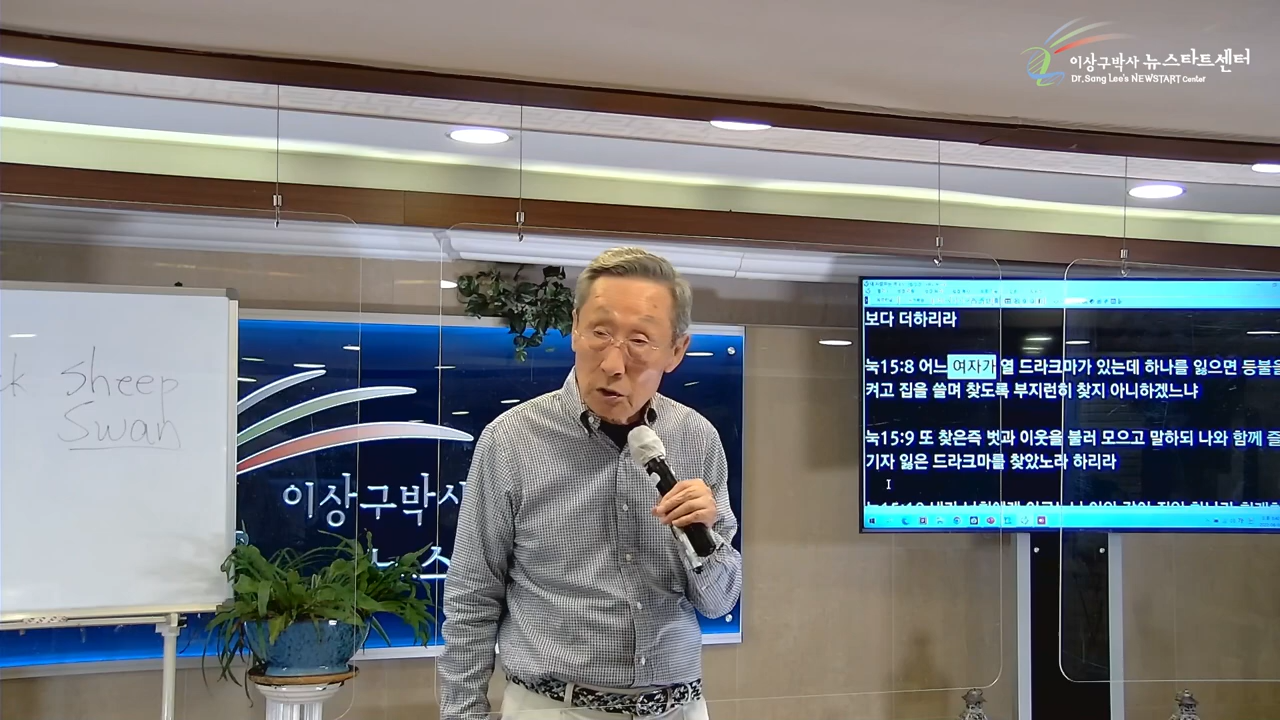 이상구박사 뉴스타트센터
Dr. Sang Lee's NEWSTART Center
Sheep
Swan
이상구박사
뉴스
보다 더하리라
눅15:8 어느 여자가 열 드라크마가 있는데 하나를 잃으면 등불을
켜고 집을 쓸며 찾도록 부지런히 찾지 아니하겠느냐
눅15:9 또 찾은즉 벗과 이웃을 불러 모으고 말하되 나와 함께 즐
기자 잃은 드라크마를 찾았노라 하리라